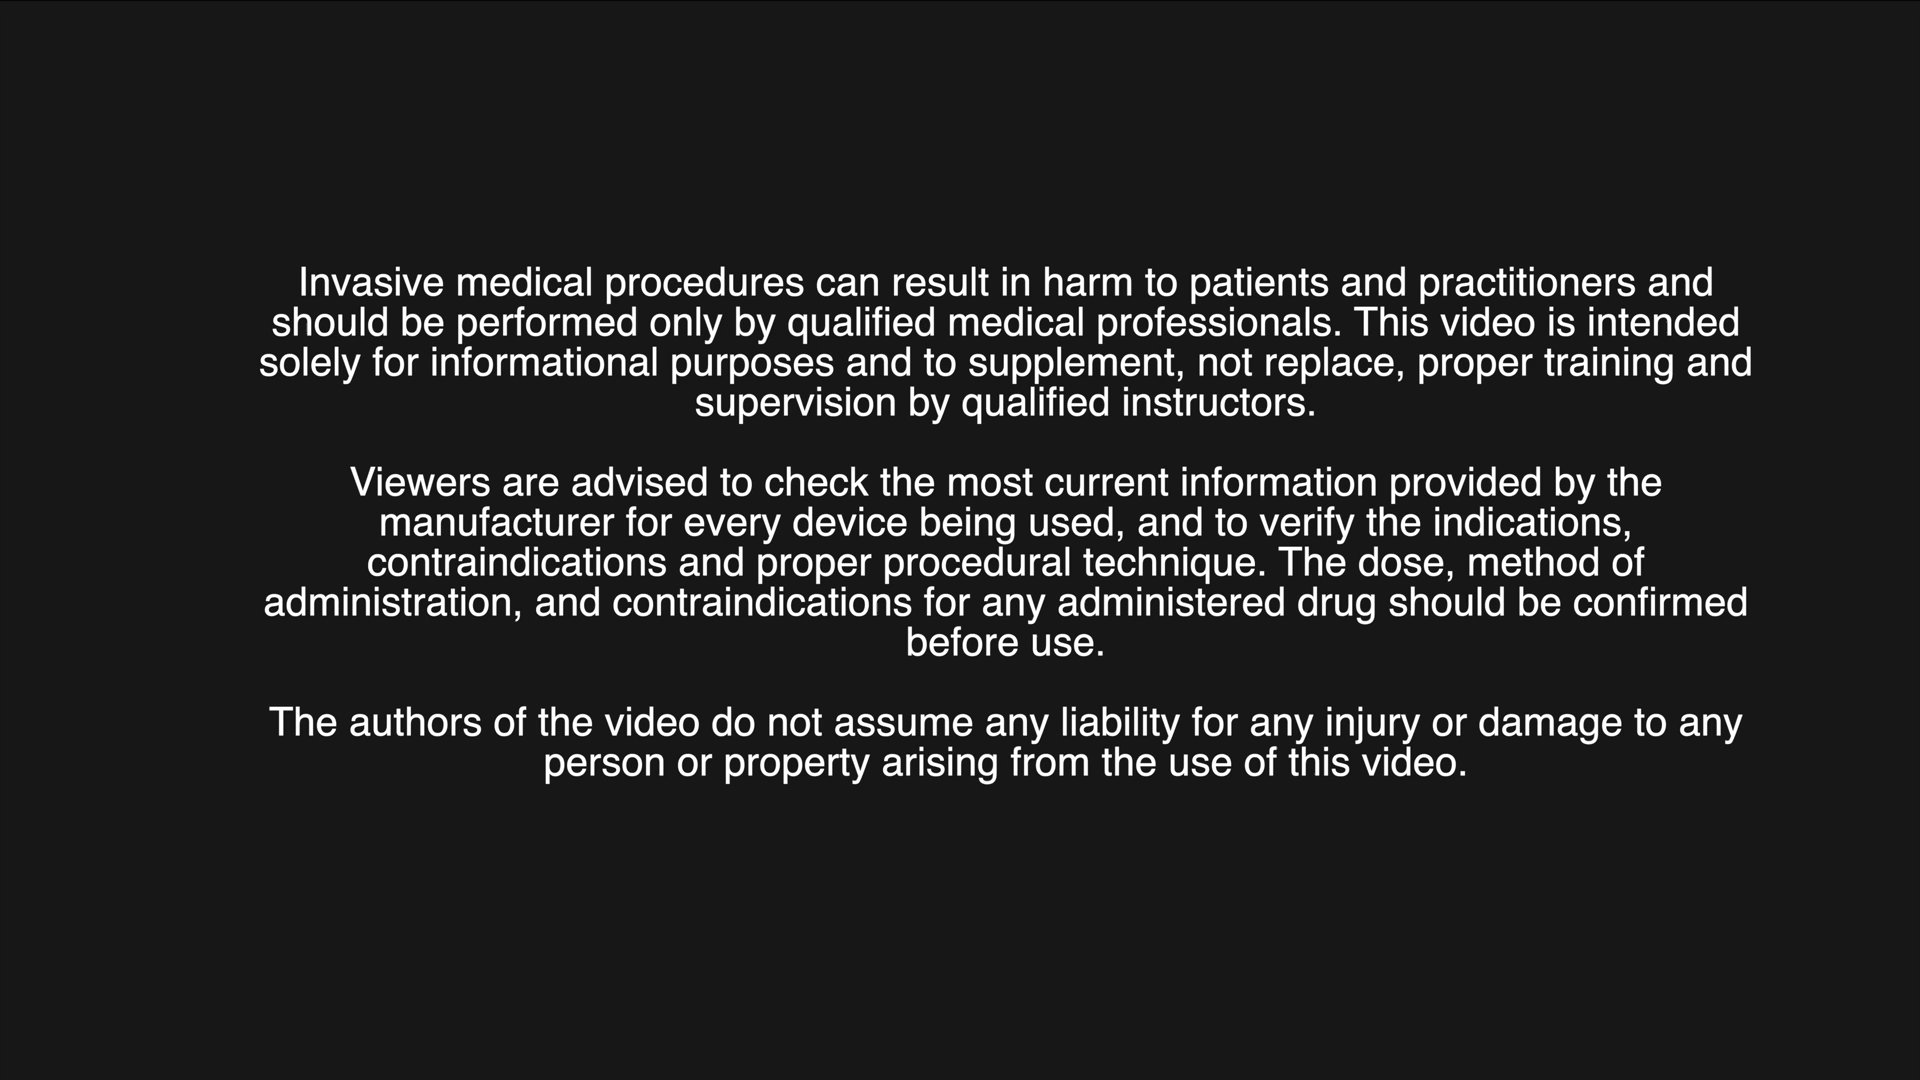 Invasive medical procedures can result in harm to patients and practitioners and
should be performed only by qualified medical professionals. This video is intended
solely for informational purposes and to supplement, not replace, proper training and
supervision by qualified instructors.
Viewers are advised to check the most current information provided by the
manufacturer for every device being used, and to verify the indications,
contraindications and proper procedural technique. The dose, method of
administration, and contraindications for any administered drug should be confirmed
before use.
The authors of the video do not assume any liability for any injury or damage to any
person or property arising from the use of this video.